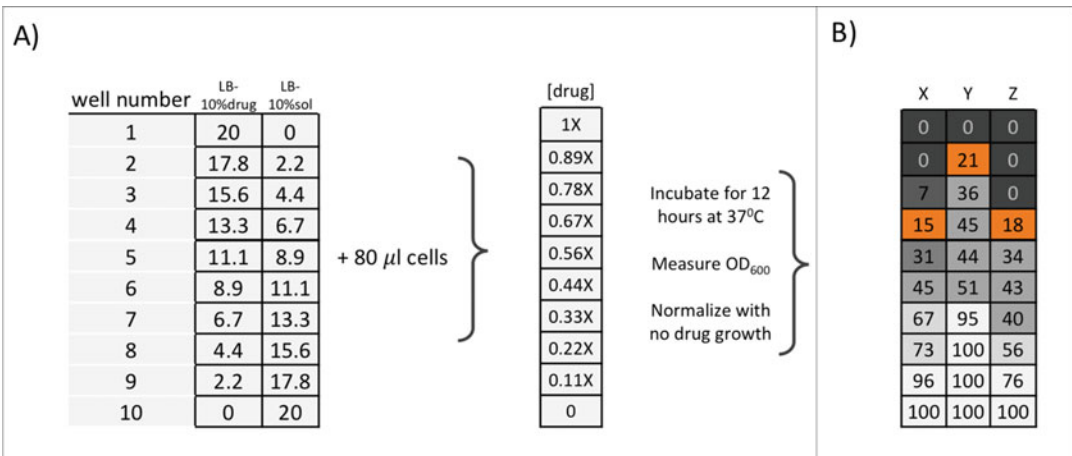 A)
well number LB-10%drug LB-10%sol
1 20 0
2 17.8 2.2
3 15.6 4.4
4 13.3 6.7
5 11.1 8.9
6 8.9 11.1
7 6.7 13.3
8 4.4 15.6
9 2.2 17.8
10 0 20
+ 80 μl cells
[drug]
1X
0.89X
0.78X
0.67X
0.56X
0.44X
0.33X
0.22X
0.11X
0
Incubate for 12
hours at 37⁰C
Measure OD₆₀₀
Normalize with
no drug growth
B)
X Y Z
0 0 0
0 21 0
7 36 0
15 45 18
31 44 34
45 51 43
67 95 40
73 100 56
96 100 76
100 100 100